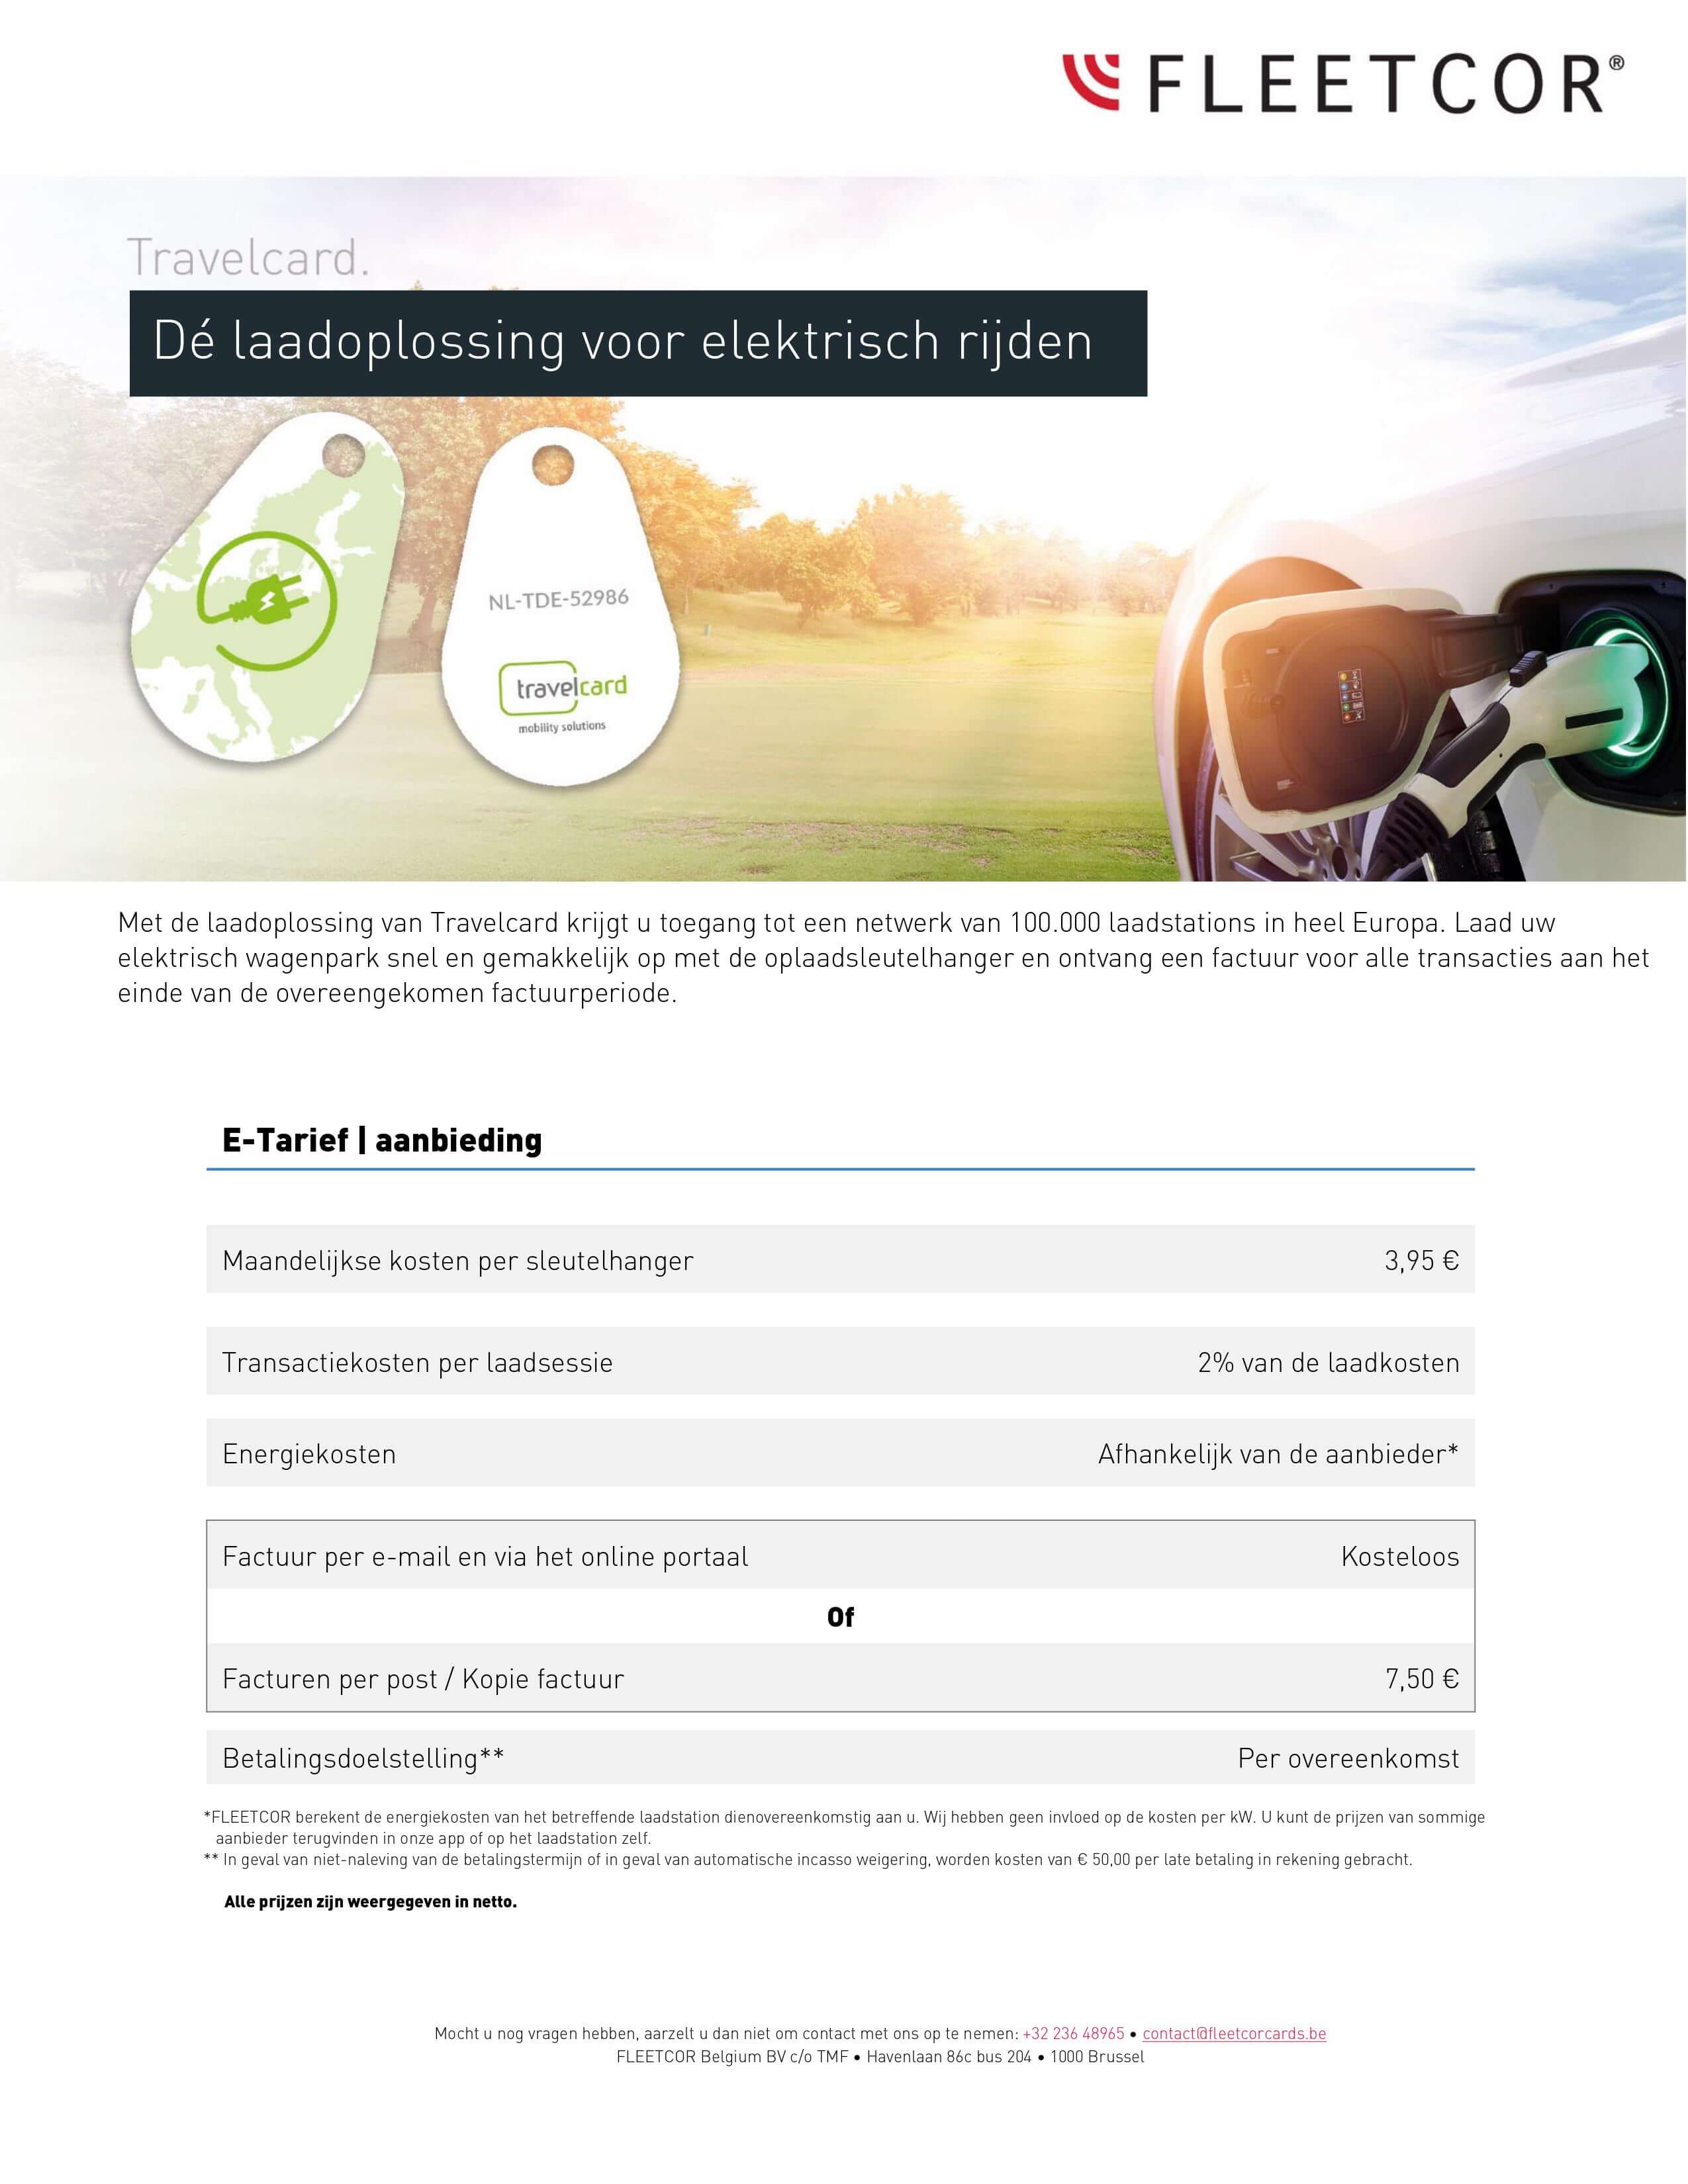 FLEETCOR®
Travelcard.
Dé laadoplossing voor elektrisch rijden
NL-TDE-52986
travelcard
mobility solutions
Met de laadoplossing van Travelcard krijgt u toegang tot een netwerk van 100.000 laadstations in heel Europa. Laad uw
elektrisch wagenpark snel en gemakkelijk op met de oplaadsleutelhanger en ontvang een factuur voor alle transacties aan het
einde van de overeengekomen factuurperiode.
E-Tarief | aanbieding
Maandelijkse kosten per sleutelhanger 3,95 €
Transactiekosten per laadsessie 2% van de laadkosten
Energiekosten Afhankelijk van de aanbieder*
Factuur per e-mail en via het online portaal Kosteloos
Of
Facturen per post / Kopie factuur 7,50 €
Betalingsdoelstelling** Per overeenkomst
*FLEETCOR berekent de energiekosten van het betreffende laadstation dienovereenkomstig aan u. Wij hebben geen invloed op de kosten per kW. U kunt de prijzen van sommige
aanbieder terugvinden in onze app of op het laadstation zelf.
** In geval van niet-naleving van de betalingstermijn of in geval van automatische incasso weigering, worden kosten van € 50,00 per late betaling in rekening gebracht.
Alle prijzen zijn weergegeven in netto.
Mocht u nog vragen hebben, aarzelt u dan niet om contact met ons op te nemen: +32 236 48965 • contact@fleetcorcards.be
FLEETCOR Belgium BV c/o TMF • Havenlaan 86c bus 204 • 1000 Brussel